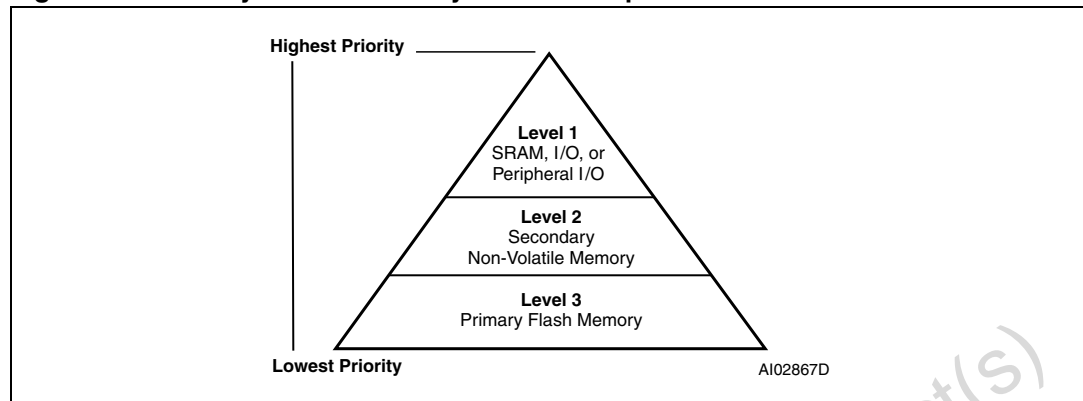 Highest Priority
Level 1
SRAM, I/O, or
Peripheral I/O
Level 2
Secondary
Non-Volatile Memory
Level 3
Primary Flash Memory
Lowest Priority
AI02867D